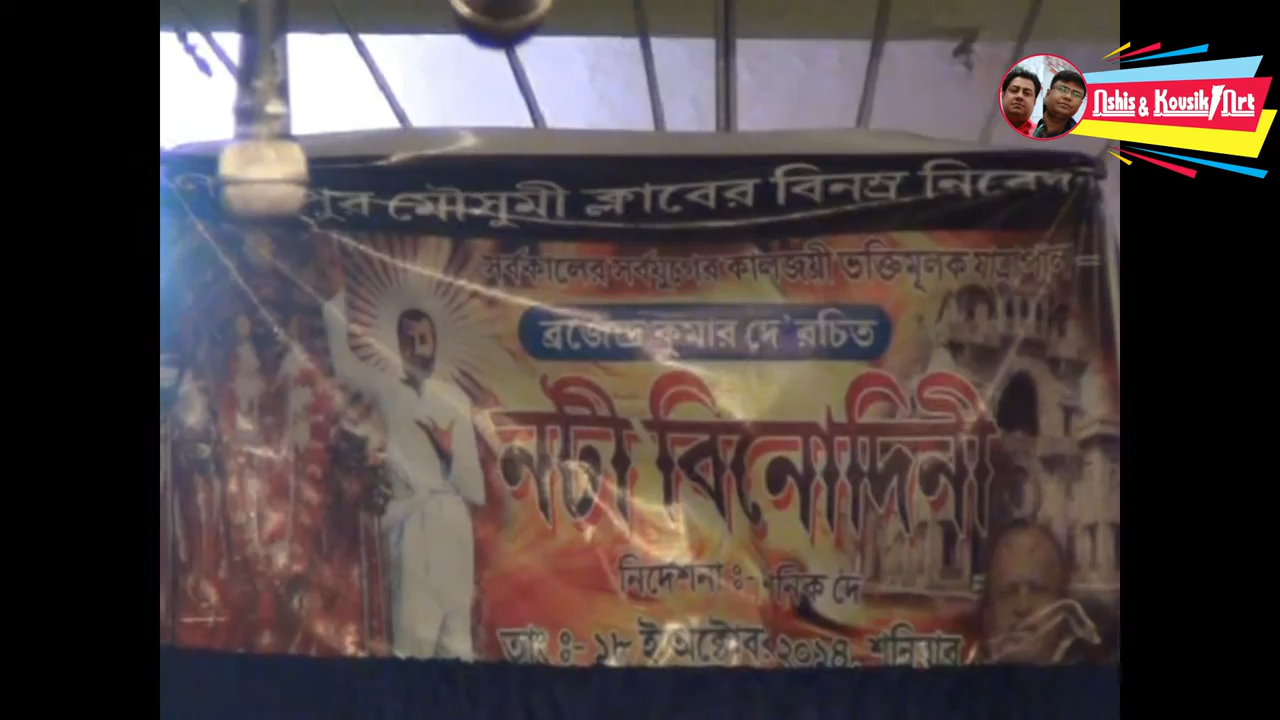 Ashis & Kousik Art
মৌসুমী ক্লাবের বিনম্র নিবেদন
সর্বকালের সর্বযুগের কালজয়ী ভক্তিমূলক যাত্রাপালা
ব্রজেন্দ্র কুমার দে'রচিত
নটী বিনোদিনী
নির্দেশনা ঃ- দে
তাং ঃ- ১৮ ই অক্টোবর ২০১৪, শনিবার